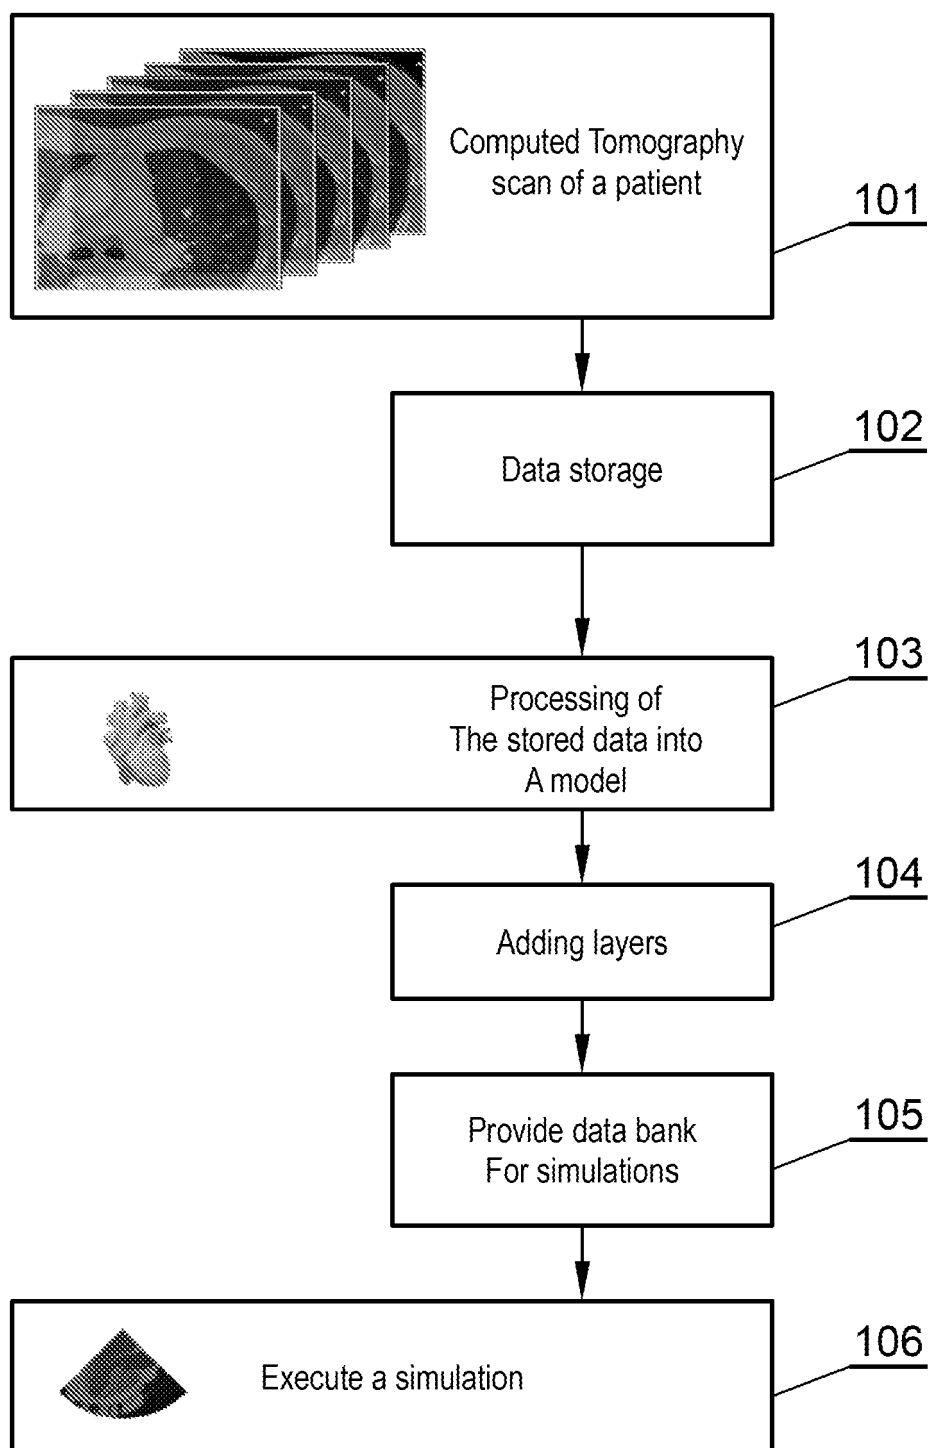 Computed Tomography
scan of a patient
101
102
Data storage
103
Processing of
The stored data into
A model
104
Adding layers
105
Provide data bank
For simulations
106
Execute a simulation